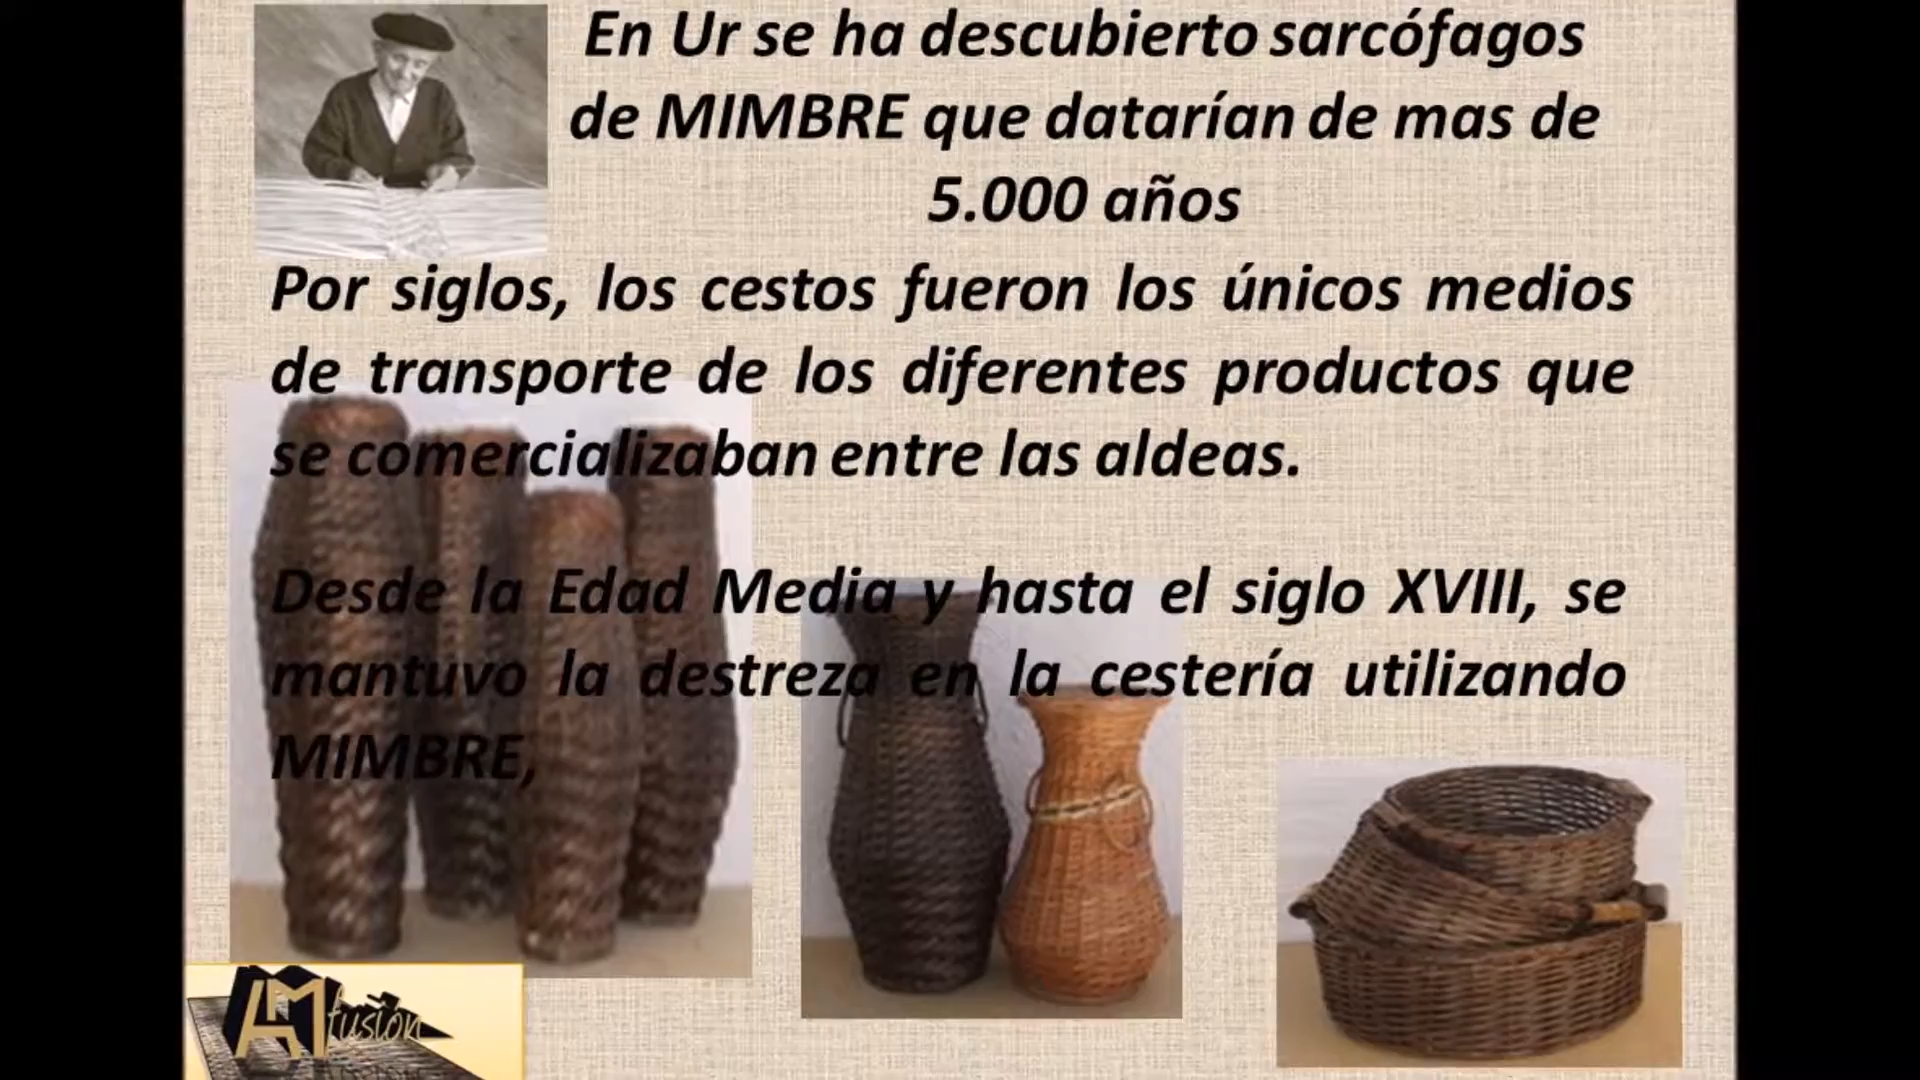 En Ur se ha descubierto sarcófagos
de MIMBRE que datarían de mas de
5.000 años
Por siglos, los cestos fueron los únicos medios
de transporte de los diferentes productos que
se comercializaban entre las aldeas.
Desde la Edad Media y hasta el siglo XVIII, se
mantuvo la destreza en la cestería utilizando
MIMBRE,
fusión